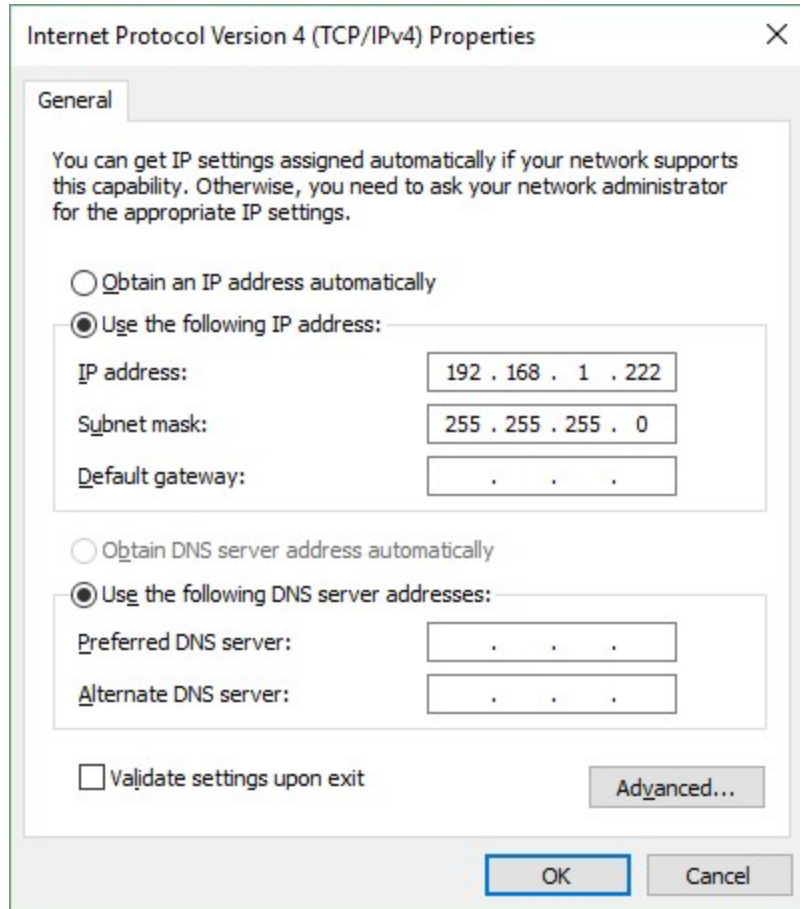 Internet Protocol Version 4 (TCP/IPv4) Properties
General
You can get IP settings assigned automatically if your network supports
this capability. Otherwise, you need to ask your network administrator
for the appropriate IP settings.
Obtain an IP address automatically
Use the following IP address:
IP address: 192 . 168 . 1 . 222
Subnet mask: 255 . 255 . 255 . 0
Default gateway: . . .
Obtain DNS server address automatically
Use the following DNS server addresses:
Preferred DNS server: . . .
Alternate DNS server: . . .
Validate settings upon exit
Advanced...
OK Cancel